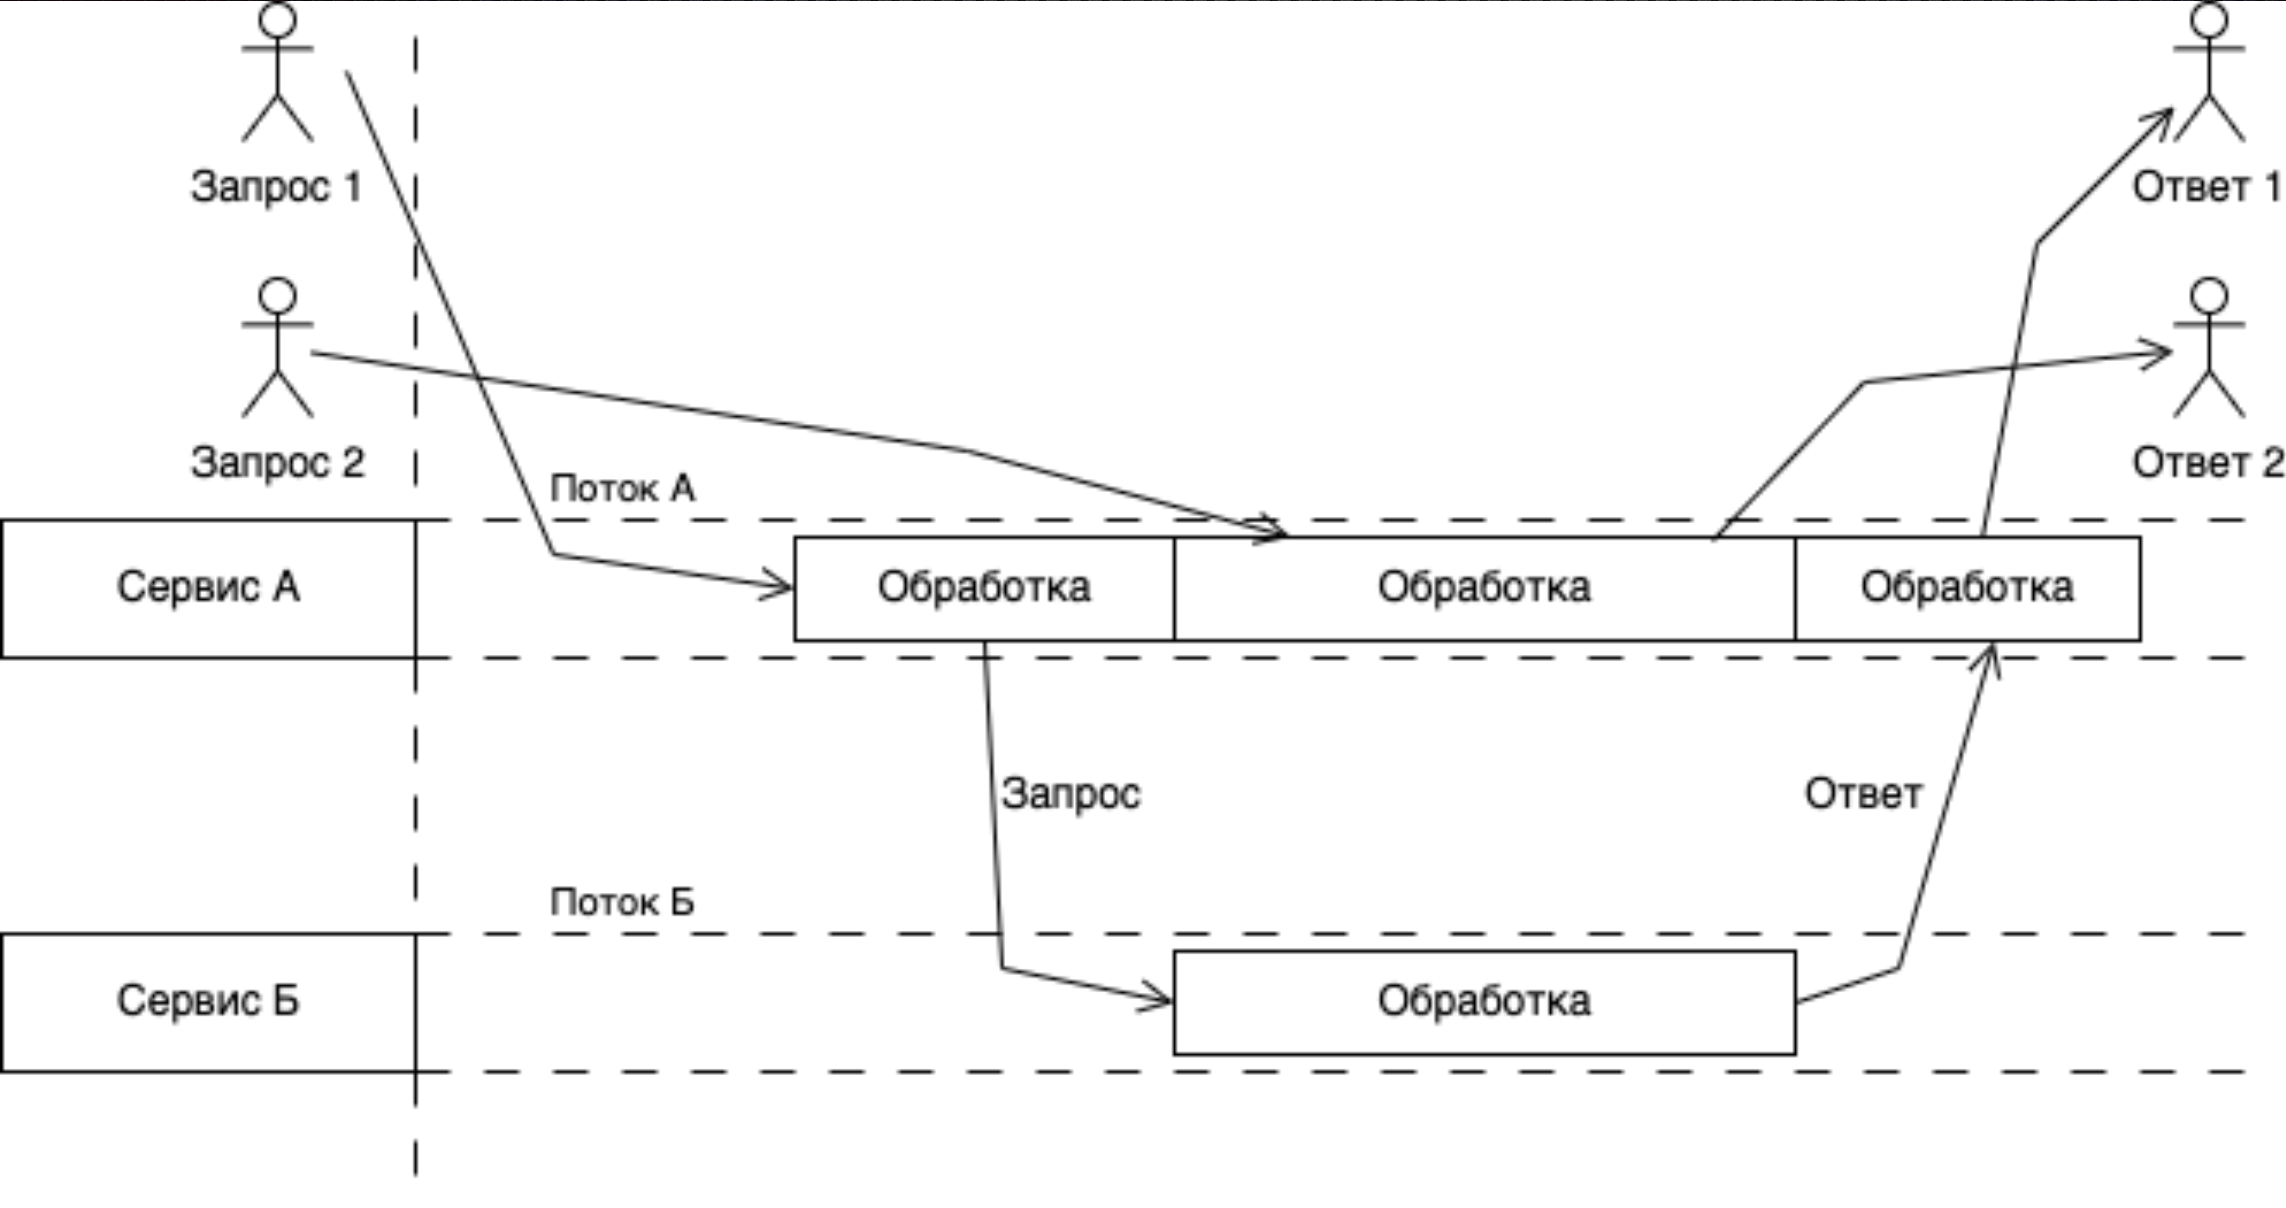 Запрос 1
Ответ 1
Запрос 2
Ответ 2
Поток А
Сервис А
Обработка
Обработка
Обработка
Запрос
Ответ
Поток Б
Сервис Б
Обработка